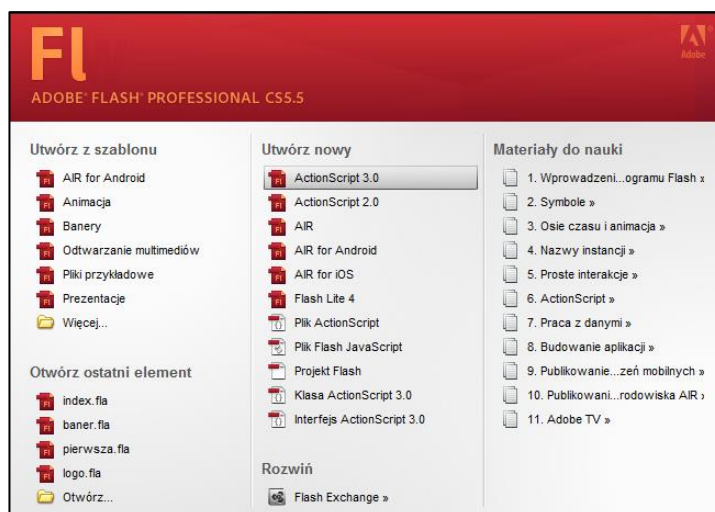 Fl
Adobe
ADOBE® FLASH® PROFESSIONAL CS5.5
Utwórz z szablonu
AIR for Android
Animacja
Banery
Odtwarzanie multimediów
Pliki przykładowe
Prezentacje
Więcej...
Otwórz ostatni element
index.fla
baner.fla
pierwsza.fla
logo.fla
Otwórz...
Utwórz nowy
ActionScript 3.0
ActionScript 2.0
AIR
AIR for Android
AIR for iOS
Flash Lite 4
Plik ActionScript
Plik Flash JavaScript
Projekt Flash
Klasa ActionScript 3.0
Interfejs ActionScript 3.0
Rozwiń
Flash Exchange »
Materiały do nauki
1. Wprowadzeni...ogramu Flash »
2. Symbole »
3. Osie czasu i animacja »
4. Nazwy instancji »
5. Proste interakcje »
6. ActionScript »
7. Praca z danymi »
8. Budowanie aplikacji »
9. Publikowanie...zeń mobilnych »
10. Publikowani...rodowiska AIR »
11. Adobe TV »